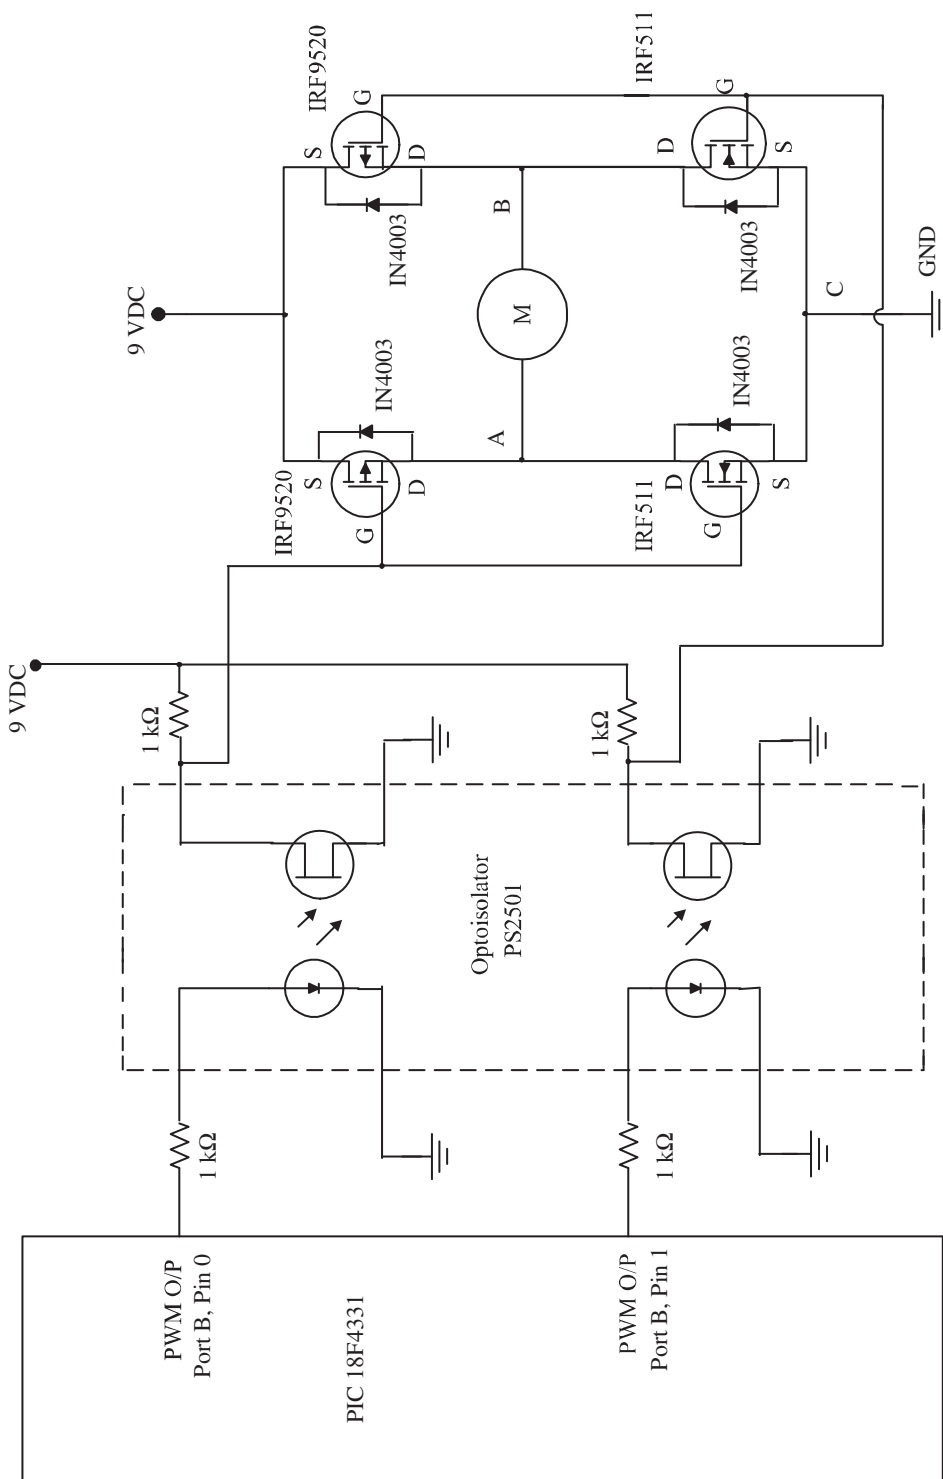 PWM O/P
Port B, Pin 0
PIC 18F4331
PWM O/P
Port B, Pin 1
1 kΩ
1 kΩ
Optoisolator
PS2501
9 VDC
1 kΩ
1 kΩ
9 VDC
IRF9520
S
G
D
IN4003
A
IRF511
D
G
S
IN4003
M
IRF9520
S
G
D
IN4003
B
IRF511
D
G
S
IN4003
C
GND